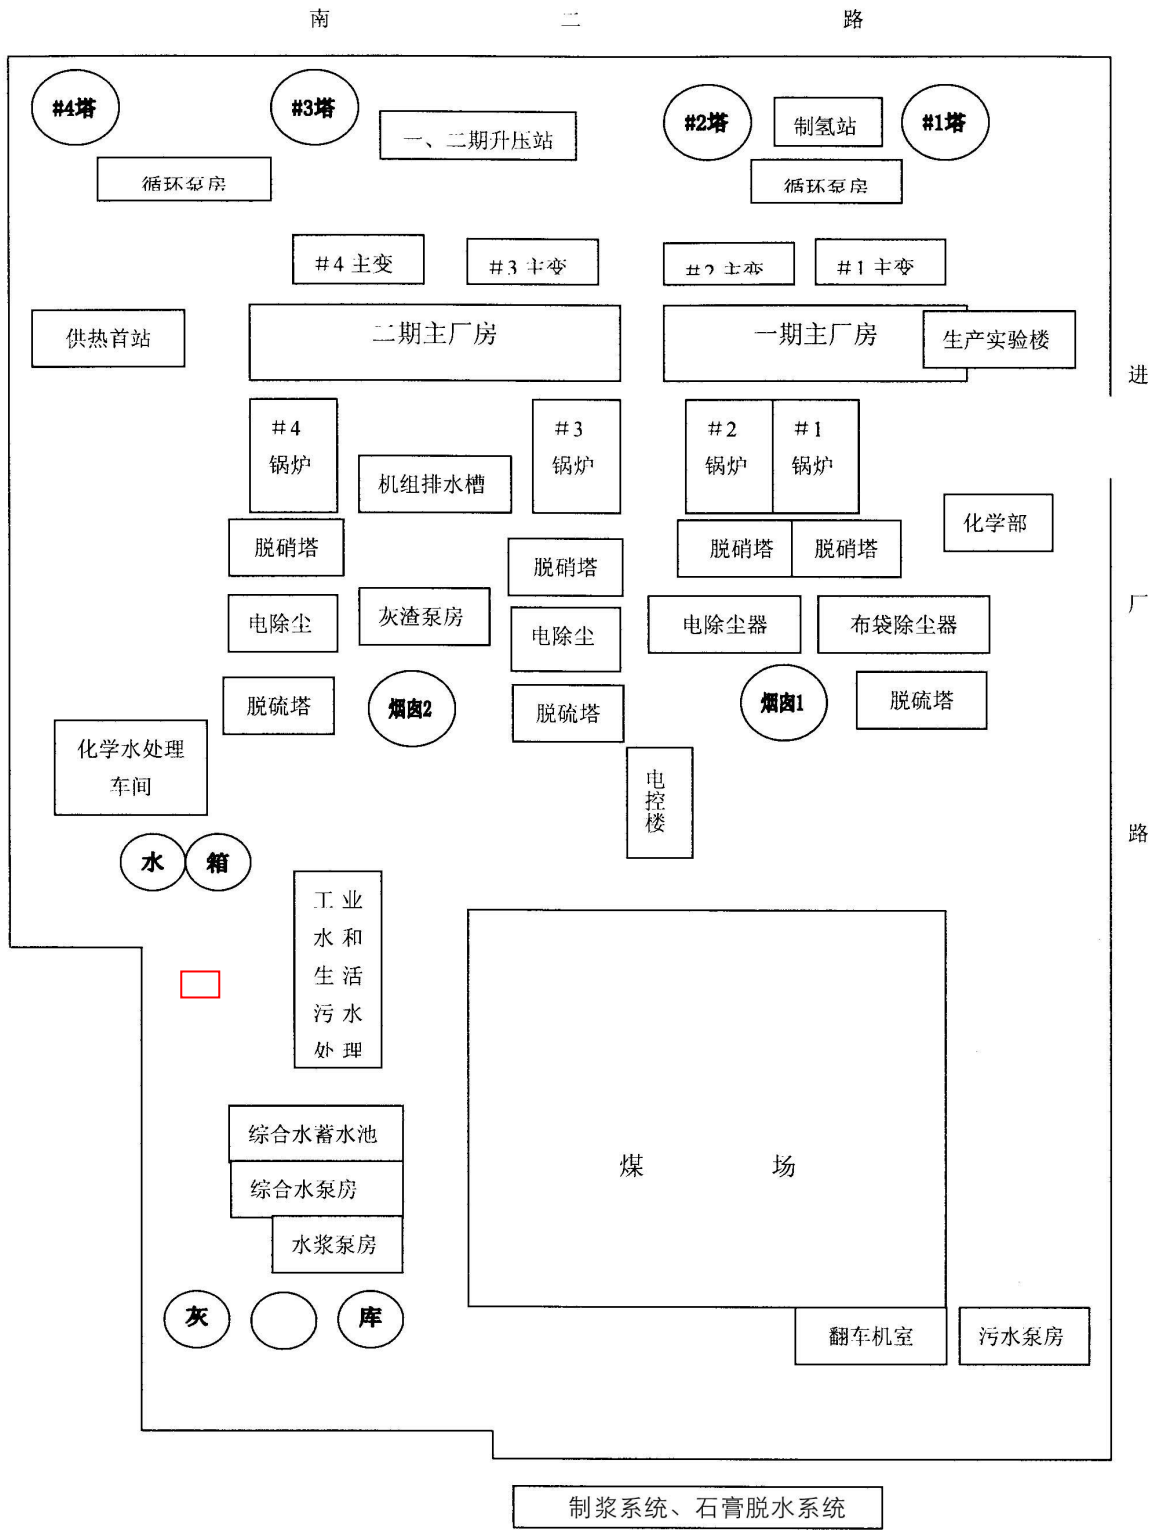 南 二 路
#4塔
#3塔
#2塔
制氢站
#1塔
一、二期升压站
循环泵房
循环泵房
#4 主变
#3 主变
#2 主变
#1 主变
供热首站
二期主厂房
一期主厂房
生产实验楼
进
#4
锅炉
机组排水槽
#3
锅炉
#2
锅炉
#1
锅炉
化学部
脱硝塔
脱硝塔
脱硝塔
脱硝塔
厂
电除尘
灰渣泵房
电除尘
电除尘器
布袋除尘器
脱硫塔
烟囱2
脱硫塔
烟囱1
脱硫塔
化学水处理
车间
电
控
楼
路
水 箱
工 业
水 和
生 活
污 水
处 理
综合水蓄水池
综合水泵房
水浆泵房
煤 场
灰 库
翻车机室
污水泵房
制浆系统、石膏脱水系统